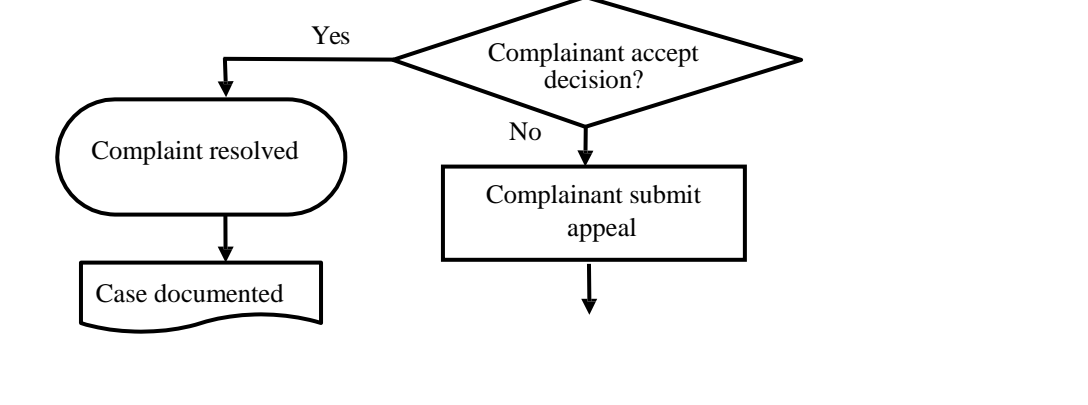 Yes
Complainant accept
decision?
No
Complaint resolved
Complainant submit
appeal
Case documented